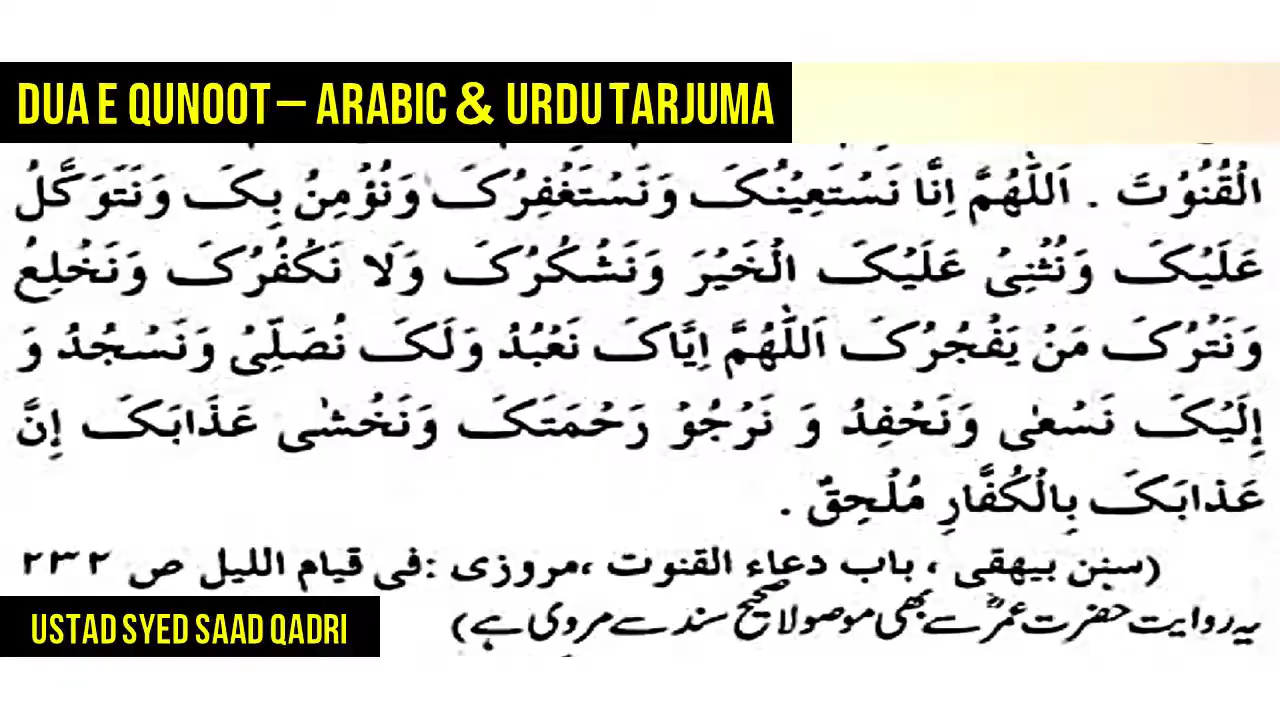 DUA E QUNOOT – ARABIC & URDU TARJUMA
الْقُنُوْتَ . اَللّٰهُمَّ اِنَّا نَسْتَعِيْنُکَ وَنَسْتَغْفِرُکَ وَنُؤْمِنُ بِکَ وَنَتَوَکَّلُ
عَلَيْکَ وَنُثْنِیْ عَلَيْکَ الْخَيْرَ وَنَشْکُرُکَ وَلَا نَکْفُرُکَ وَنَخْلِعُ
وَنَتْرُکَ مَنْ يَفْجُرُکَ اَللّٰهُمَّ اِيَّاکَ نَعْبُدُ وَلَکَ نُصَلِّیْ وَنَسْجُدُ وَ
إِلَيْکَ نَسْعٰی وَنَحْفِدُ وَ نَرْجُوْ رَحْمَتَکَ وَنَخْشٰی عَذَابَکَ إِنَّ
عَذَابَکَ بِالْکُفَّارِ مُلْحِقٌ .
(سنن بیهقی ، باب دعاء القنوت ،مروزی :فی قیام اللیل ص ۲۳۲
یہ روایت حضرت عمرؓ سے بھی موصولا صحیح سند سے مروی ہے)
USTAD SYED SAAD QADRI